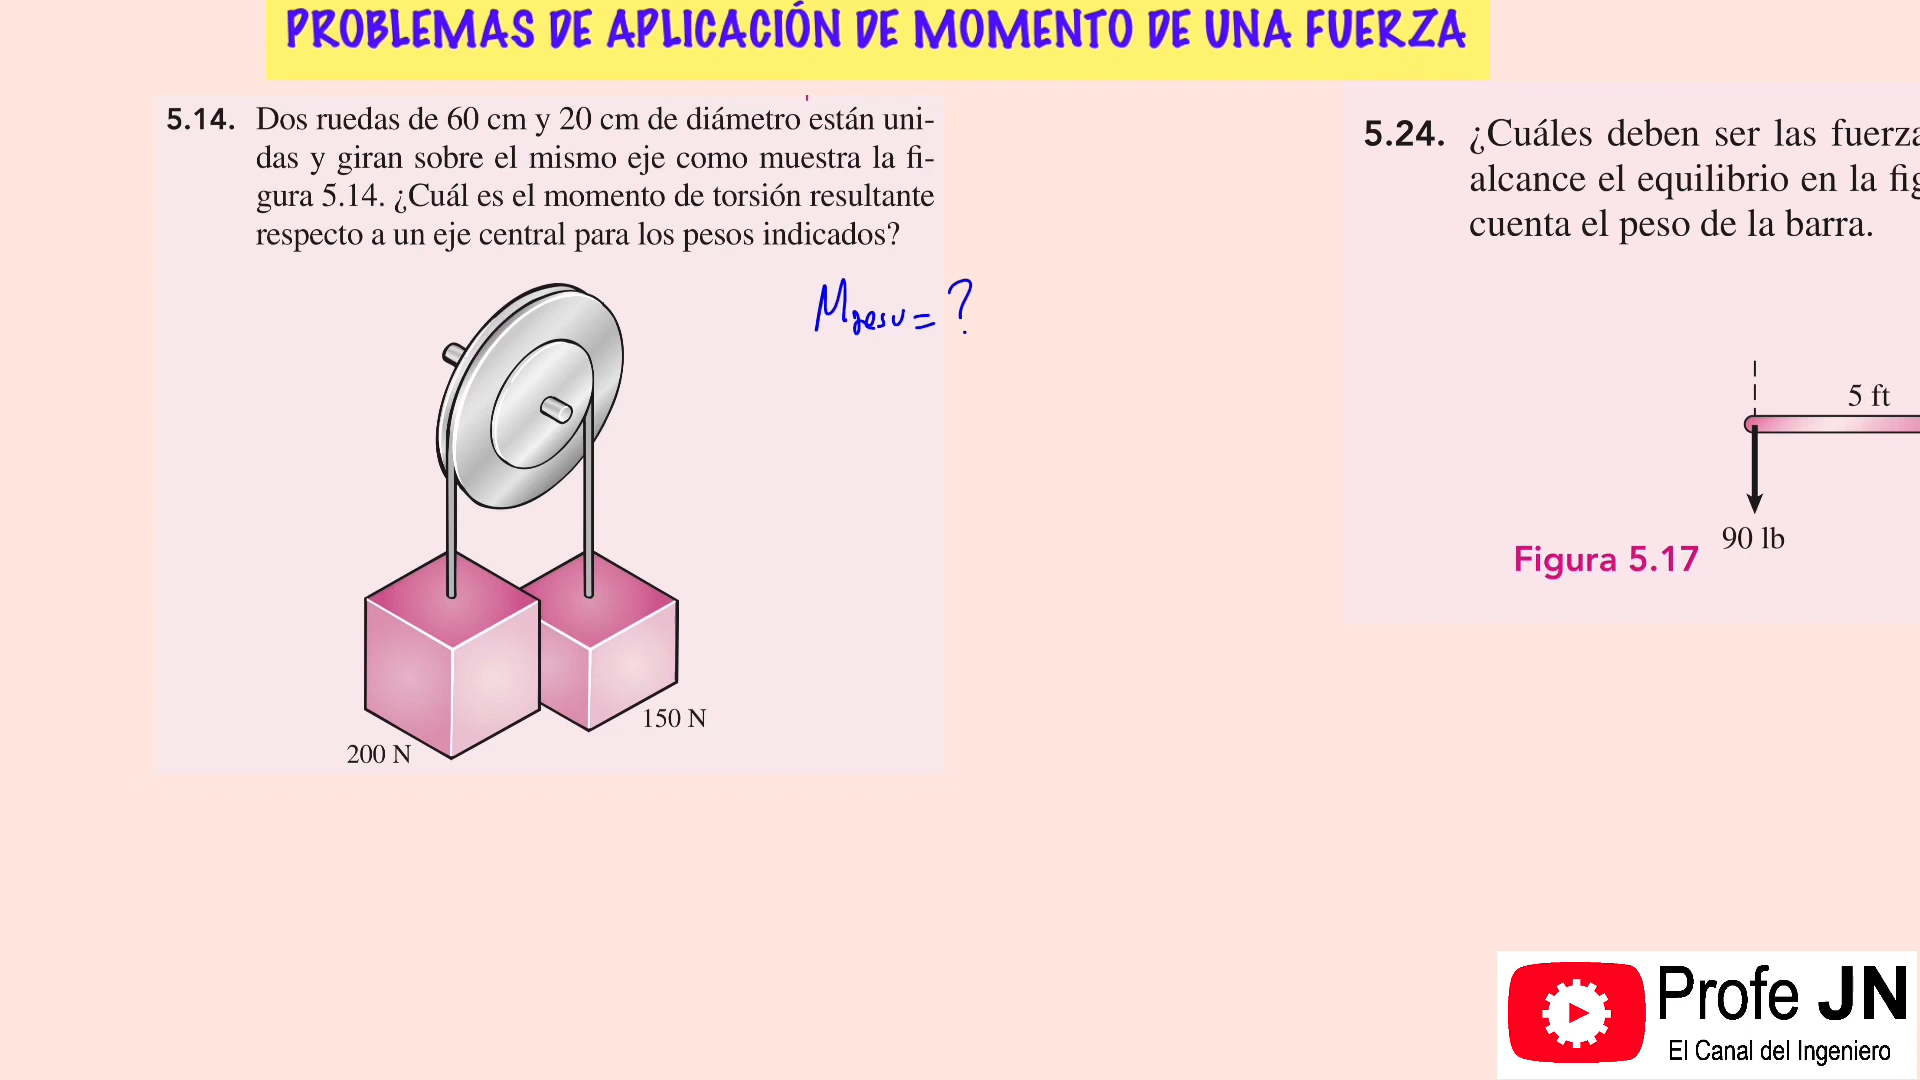 PROBLEMAS DE APLICACIÓN DE MOMENTO DE UNA FUERZA
5.14. Dos ruedas de 60 cm y 20 cm de diámetro están uni-
das y giran sobre el mismo eje como muestra la fi-
gura 5.14. ¿Cuál es el momento de torsión resultante
respecto a un eje central para los pesos indicados?
Mresu = ?
200 N
150 N
5.24. ¿Cuáles deben ser las fuerza
alcance el equilibrio en la fig
cuenta el peso de la barra.
5 ft
90 lb
Figura 5.17
Profe JN
El Canal del Ingeniero